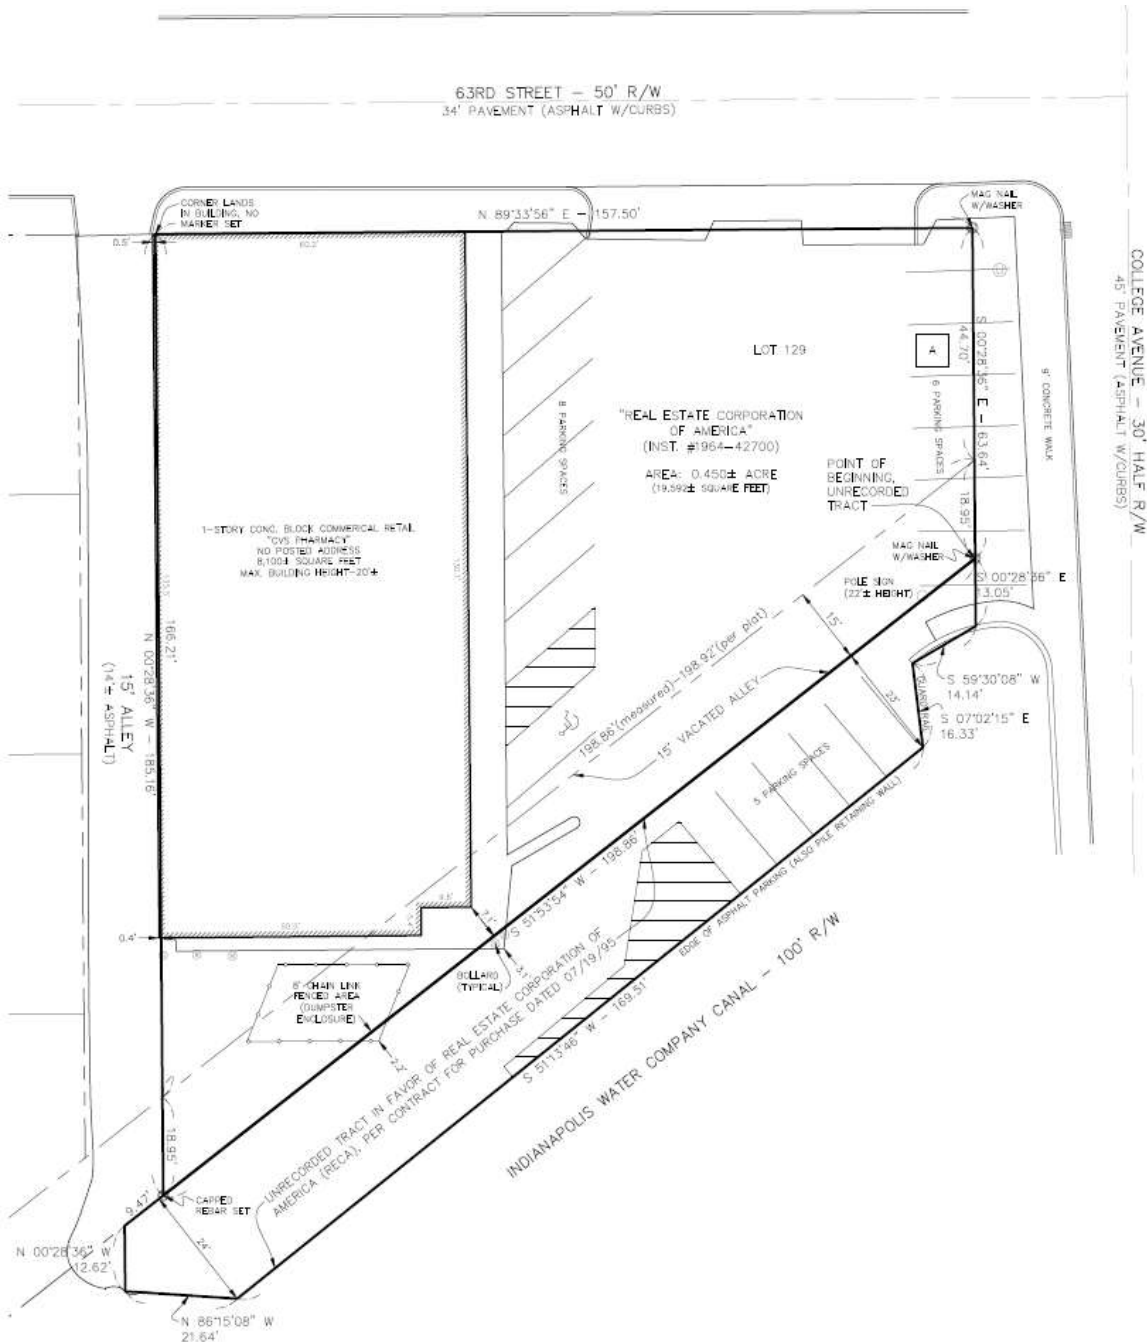 63RD STREET - 50' R/W
34' PAVEMENT (ASPHALT W/CURBS)
CORNER LANDS
IN BUILDING, NO
MARKER SET
N 89°33'56" E - 157.50'
MAG NAIL
W/WASHER
0.5'
COLLEGE AVENUE - 30' HALF R/W
45' PAVEMENT (ASPHALT W/CURBS)
S 00°28'36" E - 63.64'
44.70'
18.95'
LOT 129
A
6 PARKING SPACES
9' CONCRETE WALK
8 PARKING SPACES
"REAL ESTATE CORPORATION
OF AMERICA"
(INST. #1964-42700)
AREA: 0.450± ACRE
(19,592± SQUARE FEET)
POINT OF
BEGINNING,
UNRECORDED
TRACT
1-STORY CONC. BLOCK COMMERICAL RETAIL
"CVS PHARMACY"
NO POSTED ADDRESS
8,100± SQUARE FEET
MAX. BUILDING HEIGHT-20'±
MAG NAIL
W/WASHER
POLE SIGN
(22'± HEIGHT)
S 00°28'36" E
13.05'
15'
S 59°30'08" W
14.14'
GUARDRAIL
S 07°02'15" E
16.33'
23'
166.21'
N 00°28'36" W - 185.16'
15' ALLEY
(14'± ASPHALT)
198.86'(measured)-198.92'(per plat)
15' VACATED ALLEY
5 PARKING SPACES
EDGE OF ASPHALT PARKING (ALSO PILE RETAINING WALL)
S 51°53'54" W - 198.86'
7.1'
0.4'
3.1'
BOLLARD
(TYPICAL)
6' CHAIN LINK
FENCED AREA
(DUMPSTER
ENCLOSURE)
2.2'
S 51°13'46" W - 169.51'
INDIANAPOLIS WATER COMPANY CANAL - 100' R/W
UNRECORDED TRACT IN FAVOR OF REAL ESTATE CORPORATION OF
AMERICA (RECA), PER CONTRACT FOR PURCHASE DATED 07/19/95
18.95'
9.47'
CAPPED
REBAR SET
24'
N 00°28'36" W
12.62'
N 86°15'08" W
21.64'